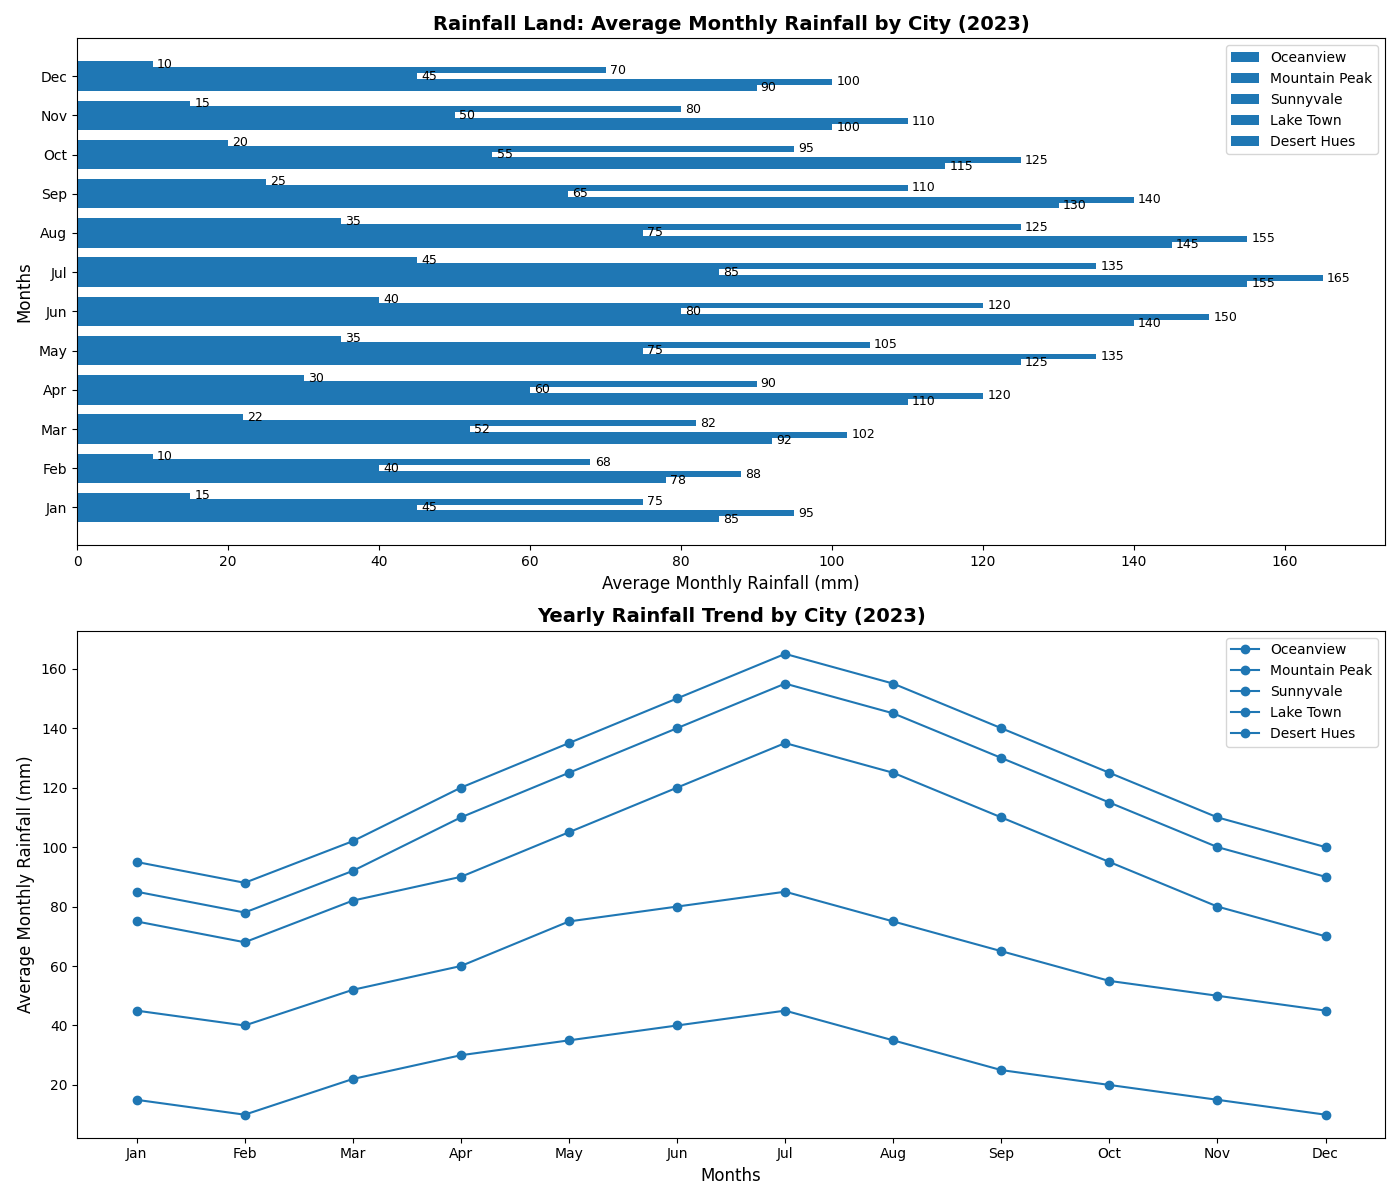 Rainfall Land: Average Monthly Rainfall by City (2023)
Oceanview
Mountain Peak
Sunnyvale
Lake Town
Desert Hues
Months
Dec
10
70
45
100
90
Nov
15
80
50
110
100
Oct
20
95
55
125
115
Sep
25
110
65
140
130
Aug
35
125
75
155
145
Jul
45
135
85
165
155
Jun
40
120
80
150
140
May
35
105
75
135
125
Apr
30
90
60
120
110
Mar
22
82
52
102
92
Feb
10
68
40
88
78
Jan
15
75
45
95
85
0 20 40 60 80 100 120 140 160
Average Monthly Rainfall (mm)
Yearly Rainfall Trend by City (2023)
Oceanview
Mountain Peak
Sunnyvale
Lake Town
Desert Hues
Average Monthly Rainfall (mm)
160
140
120
100
80
60
40
20
Jan Feb Mar Apr May Jun Jul Aug Sep Oct Nov Dec
Months